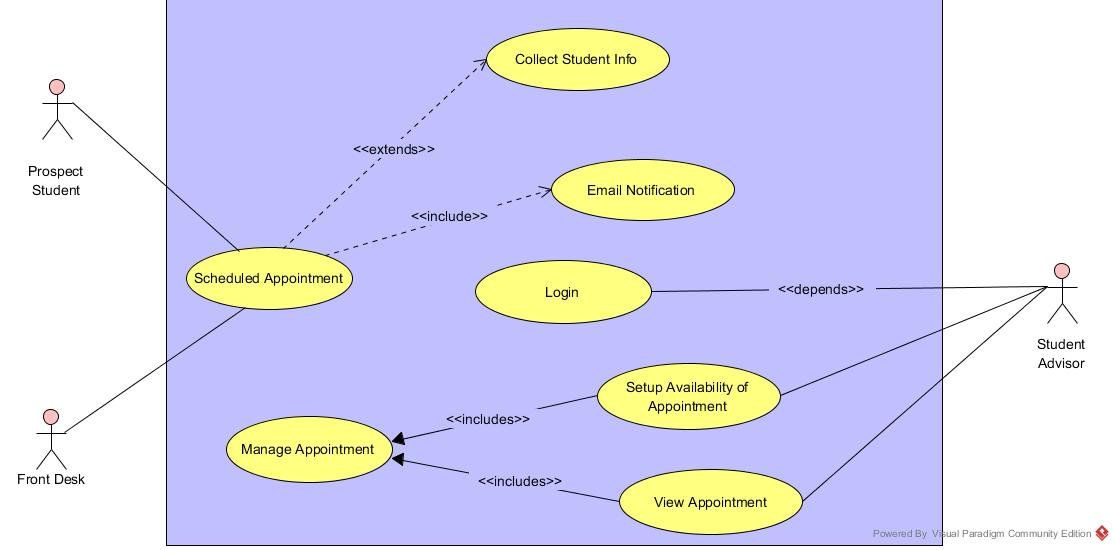 Collect Student Info
<<extends>>
Prospect
Student
Email Notification
<<include>>
Scheduled Appointment
Login
<<depends>>
Student
Advisor
Setup Availability of
Appointment
<<includes>>
Manage Appointment
Front Desk
<<includes>>
View Appointment
Powered By Visual Paradigm Community Edition